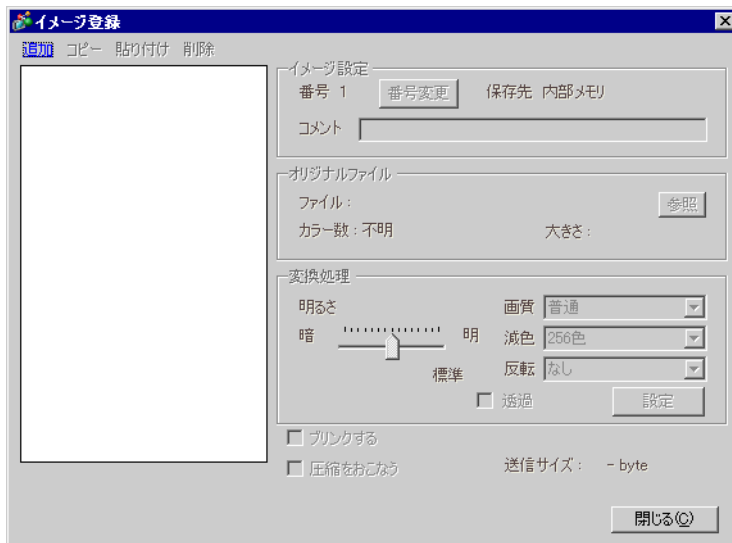 イメージ登録
追加 コピー 貼り付け 削除
イメージ設定
番号 1 番号変更 保存先 内部メモリ
コメント
オリジナルファイル
ファイル : 参照
カラー数 : 不明 大きさ :
変換処理
明るさ 画質 普通
暗 明 減色 256色
標準 反転 なし
透過 設定
ブリンクする
圧縮をおこなう 送信サイズ : - byte
閉じる(C)